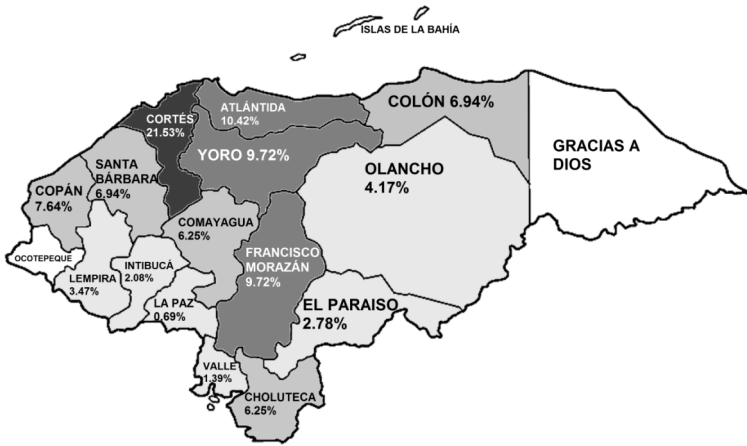 ISLAS DE LA BAHÍA
ATLÁNTIDA
10.42%
COLÓN 6.94%
CORTÉS
21.53%
YORO 9.72%
GRACIAS A
DIOS
OLANCHO
4.17%
SANTA
BÁRBARA
6.94%
COPÁN
7.64%
COMAYAGUA
6.25%
OCOTEPEQUE
LEMPIRA
3.47%
INTIBUCÁ
2.08%
FRANCISCO
MORAZÁN
9.72%
LA PAZ
0.69%
EL PARAISO
2.78%
VALLE
1.39%
CHOLUTECA
6.25%